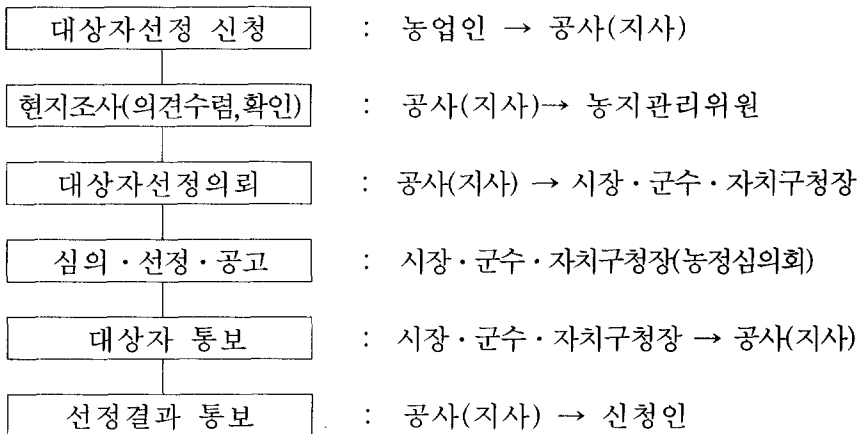 대상자선정 신청 : 농업인 → 공사(지사)
현지조사(의견수렴,확인) : 공사(지사)→ 농지관리위원
대상자선정의뢰 : 공사(지사) → 시장·군수·자치구청장
심의·선정·공고 : 시장·군수·자치구청장(농정심의회)
대상자 통보 : 시장·군수·자치구청장 → 공사(지사)
선정결과 통보 : 공사(지사) → 신청인